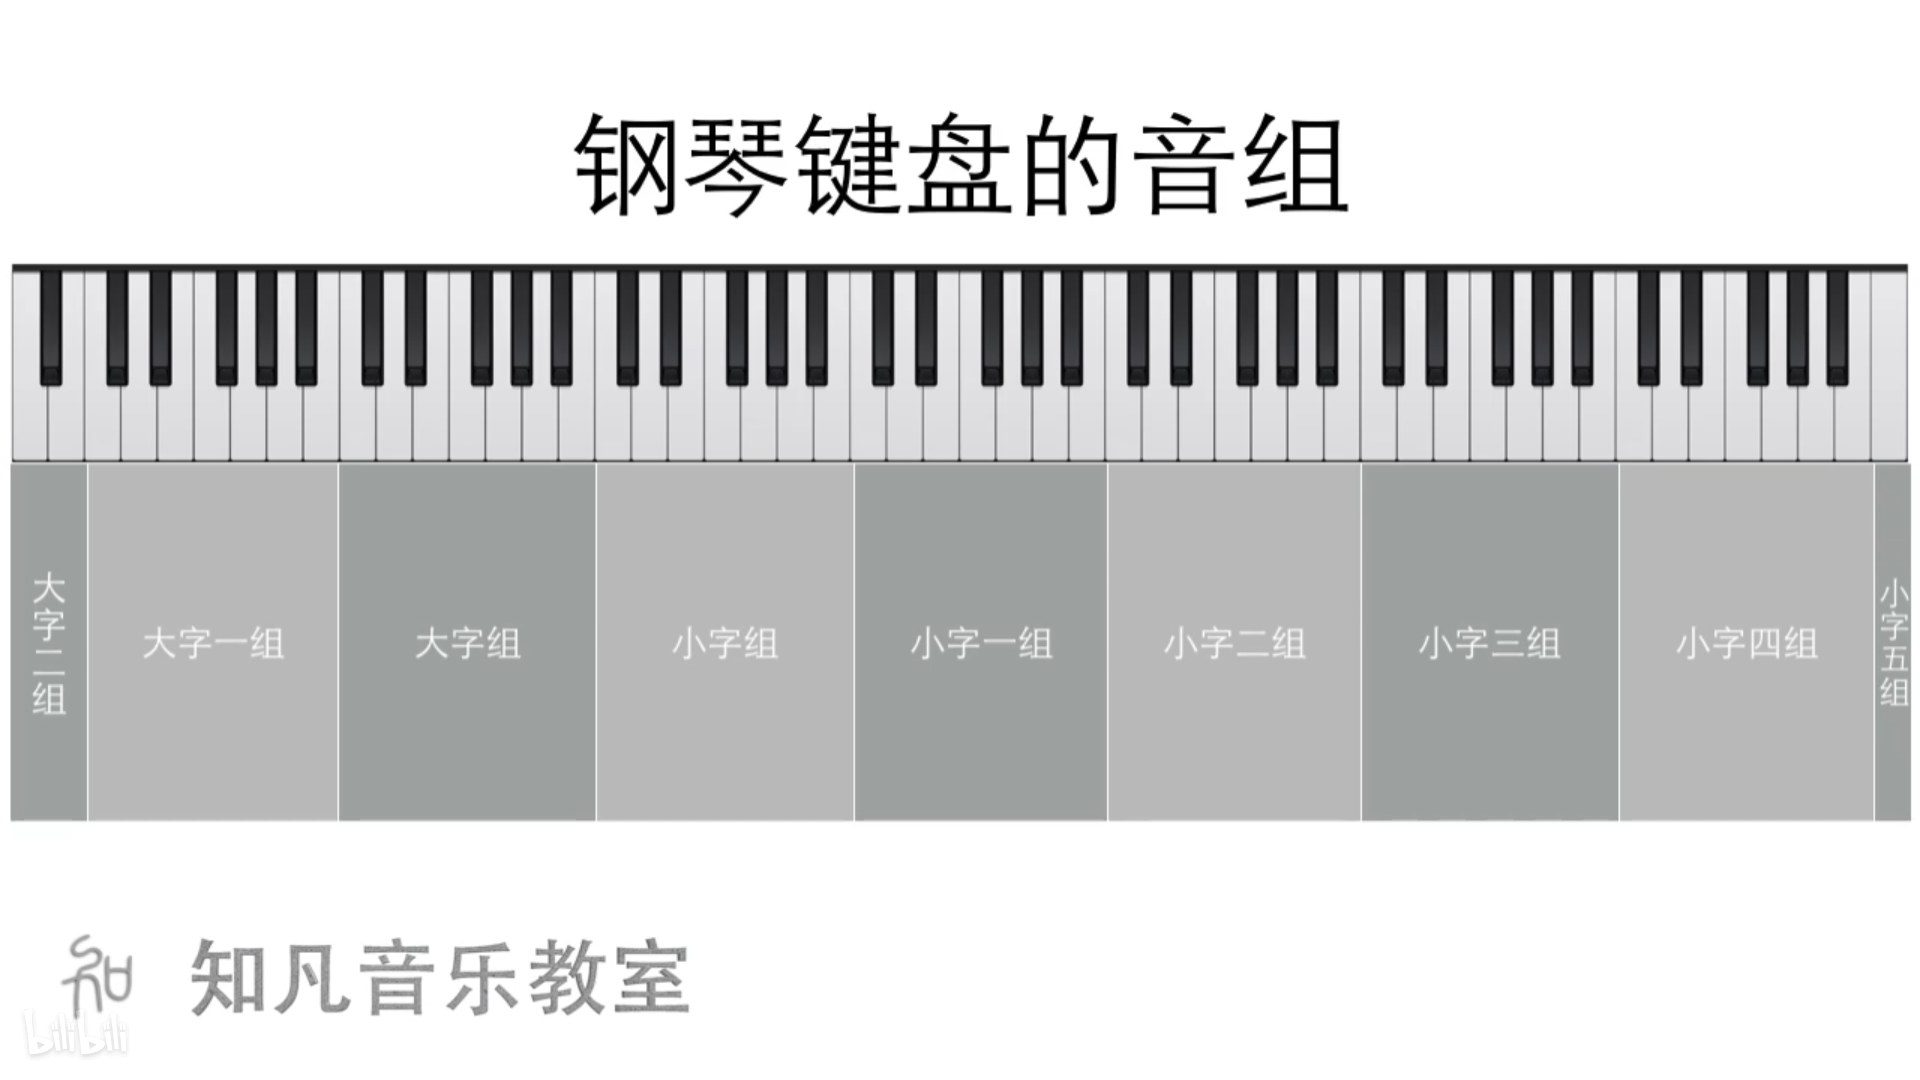 钢琴键盘的音组
大字二组
大字一组
大字组
小字组
小字一组
小字二组
小字三组
小字四组
小字五组
知凡音乐教室
bilibili